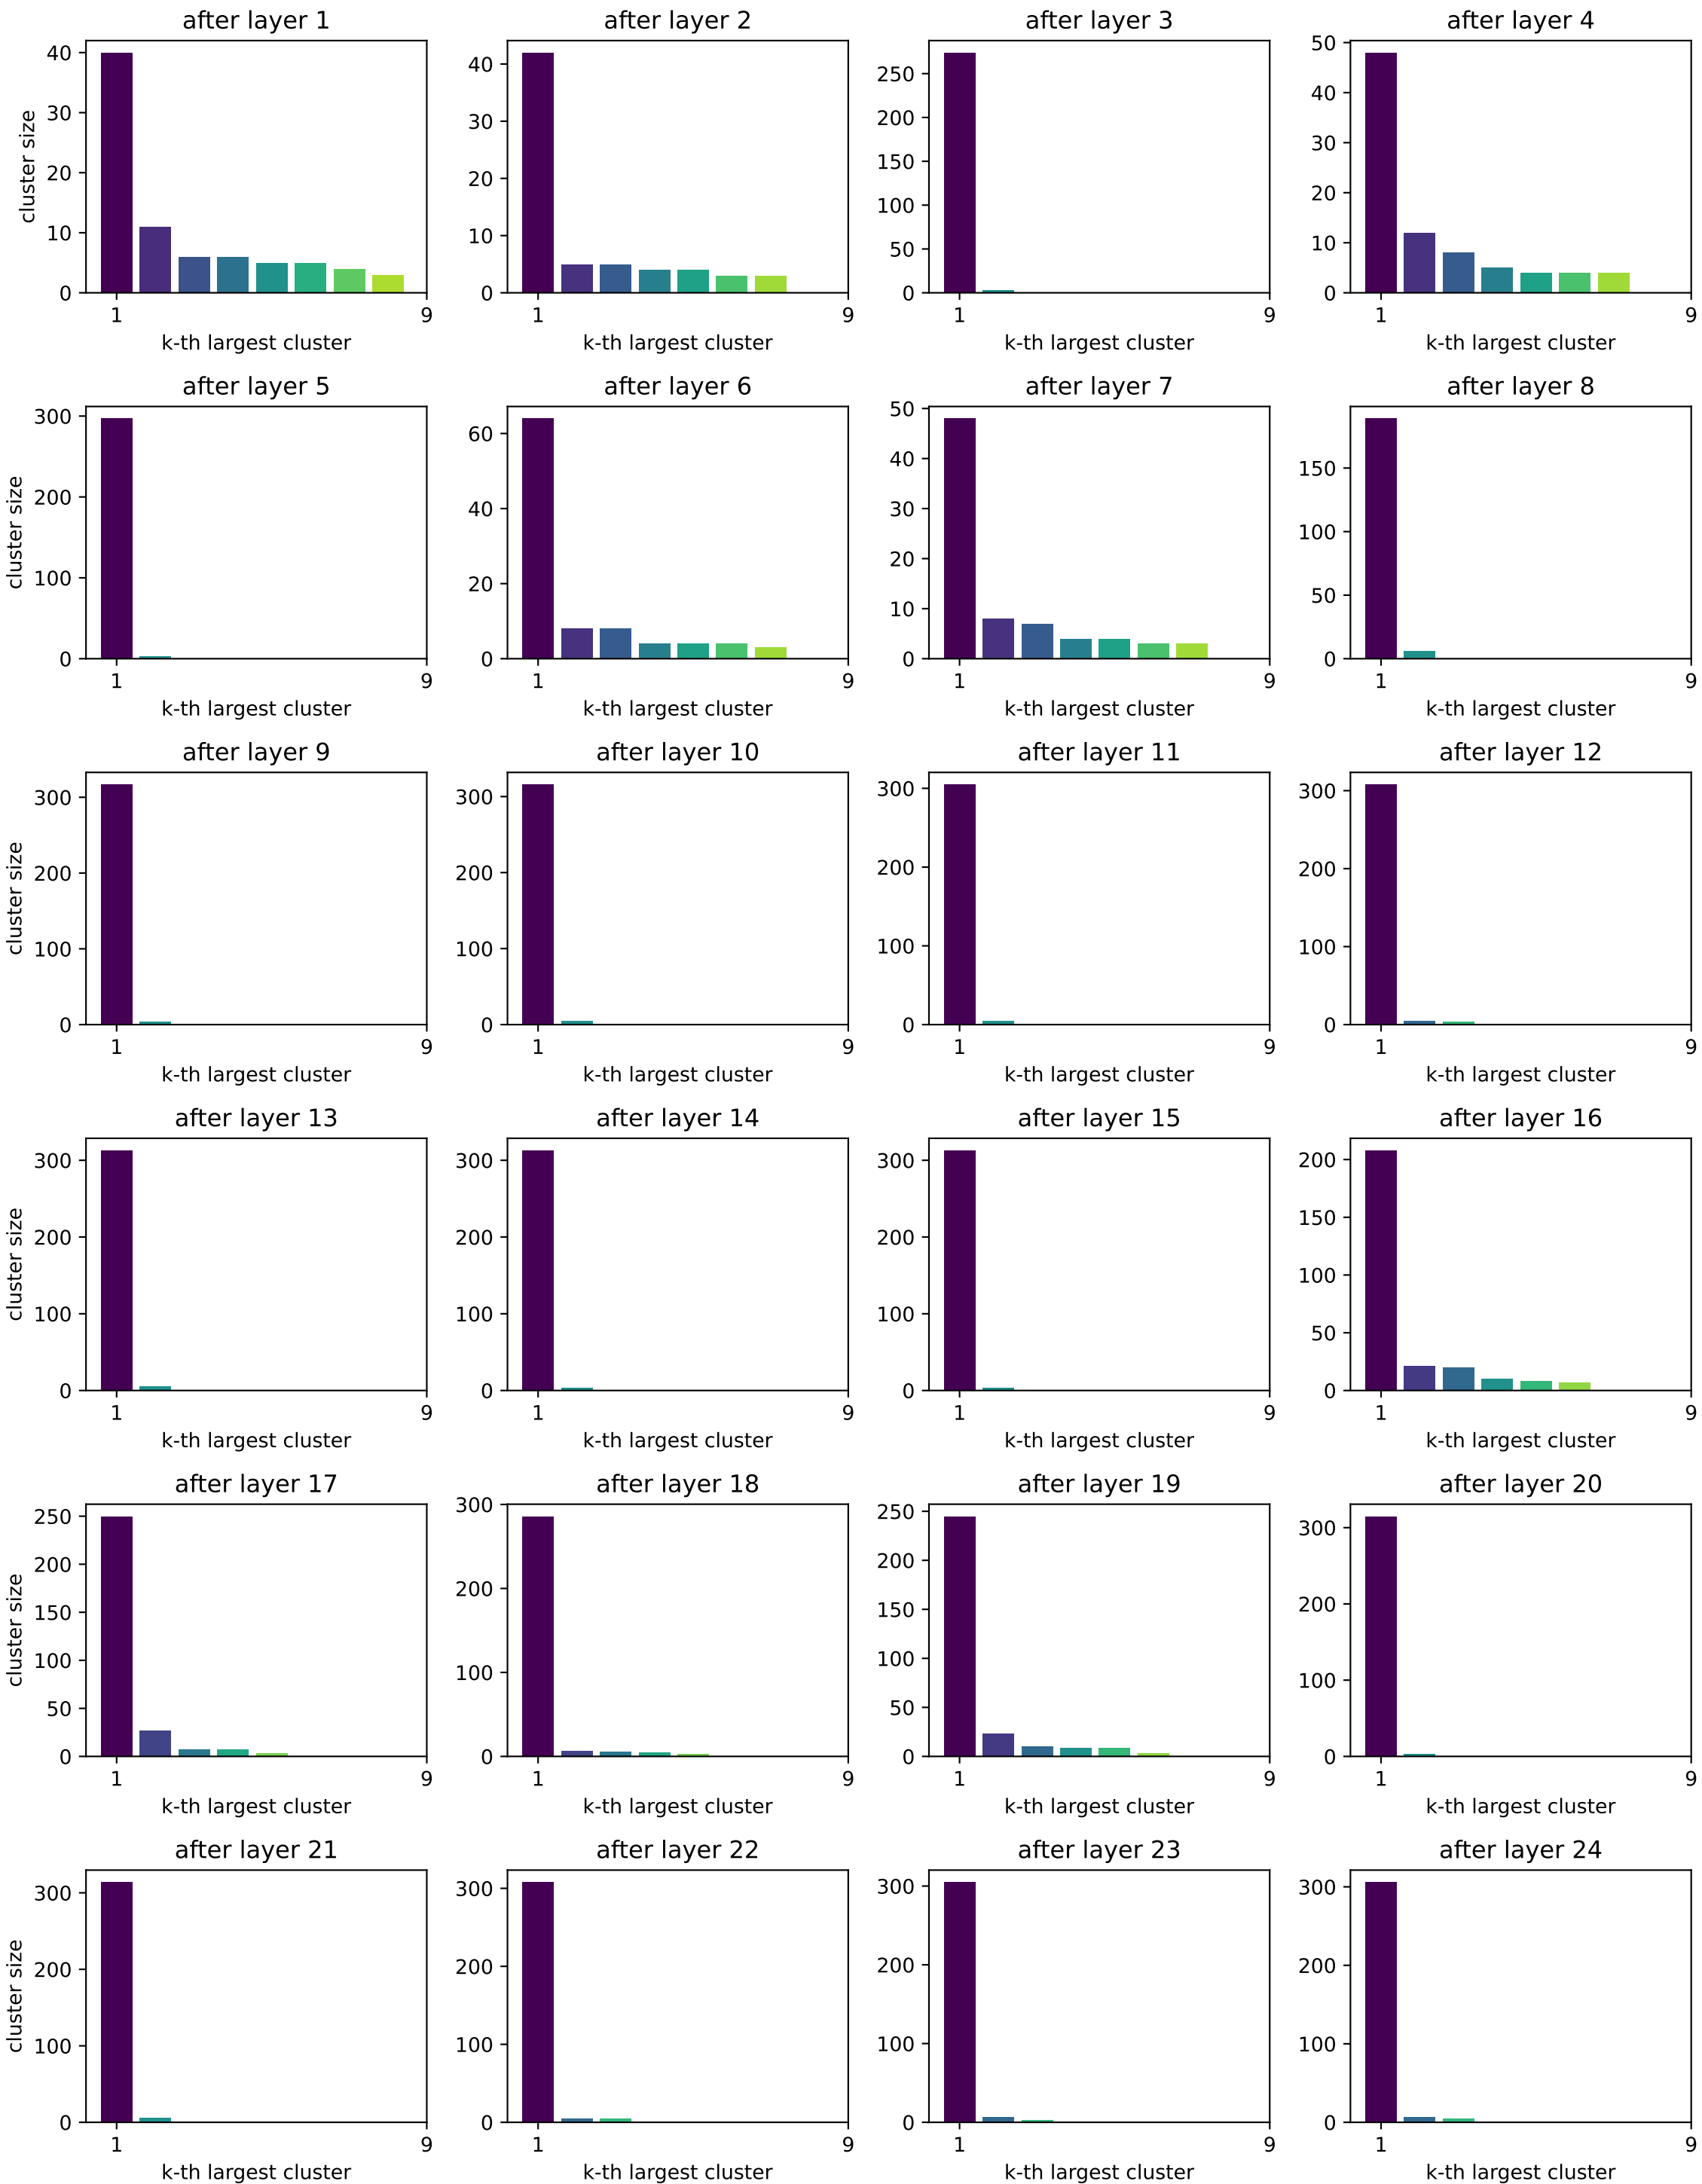 after layer 1
after layer 2
after layer 3
after layer 4
cluster size
40
30
20
10
0
1
9
k-th largest cluster
40
30
20
10
0
1
9
k-th largest cluster
250
200
150
100
50
0
1
9
k-th largest cluster
50
40
30
20
10
0
1
9
k-th largest cluster
after layer 5
after layer 6
after layer 7
after layer 8
cluster size
300
200
100
0
1
9
k-th largest cluster
60
40
20
0
1
9
k-th largest cluster
50
40
30
20
10
0
1
9
k-th largest cluster
150
100
50
0
1
9
k-th largest cluster
after layer 9
after layer 10
after layer 11
after layer 12
cluster size
300
200
100
0
1
9
k-th largest cluster
300
200
100
0
1
9
k-th largest cluster
300
200
100
0
1
9
k-th largest cluster
300
200
100
0
1
9
k-th largest cluster
after layer 13
after layer 14
after layer 15
after layer 16
cluster size
300
200
100
0
1
9
k-th largest cluster
300
200
100
0
1
9
k-th largest cluster
300
200
100
0
1
9
k-th largest cluster
200
150
100
50
0
1
9
k-th largest cluster
after layer 17
after layer 18
after layer 19
after layer 20
cluster size
250
200
150
100
50
0
1
9
k-th largest cluster
300
200
100
0
1
9
k-th largest cluster
250
200
150
100
50
0
1
9
k-th largest cluster
300
200
100
0
1
9
k-th largest cluster
after layer 21
after layer 22
after layer 23
after layer 24
cluster size
300
200
100
0
1
9
k-th largest cluster
300
200
100
0
1
9
k-th largest cluster
300
200
100
0
1
9
k-th largest cluster
300
200
100
0
1
9
k-th largest cluster